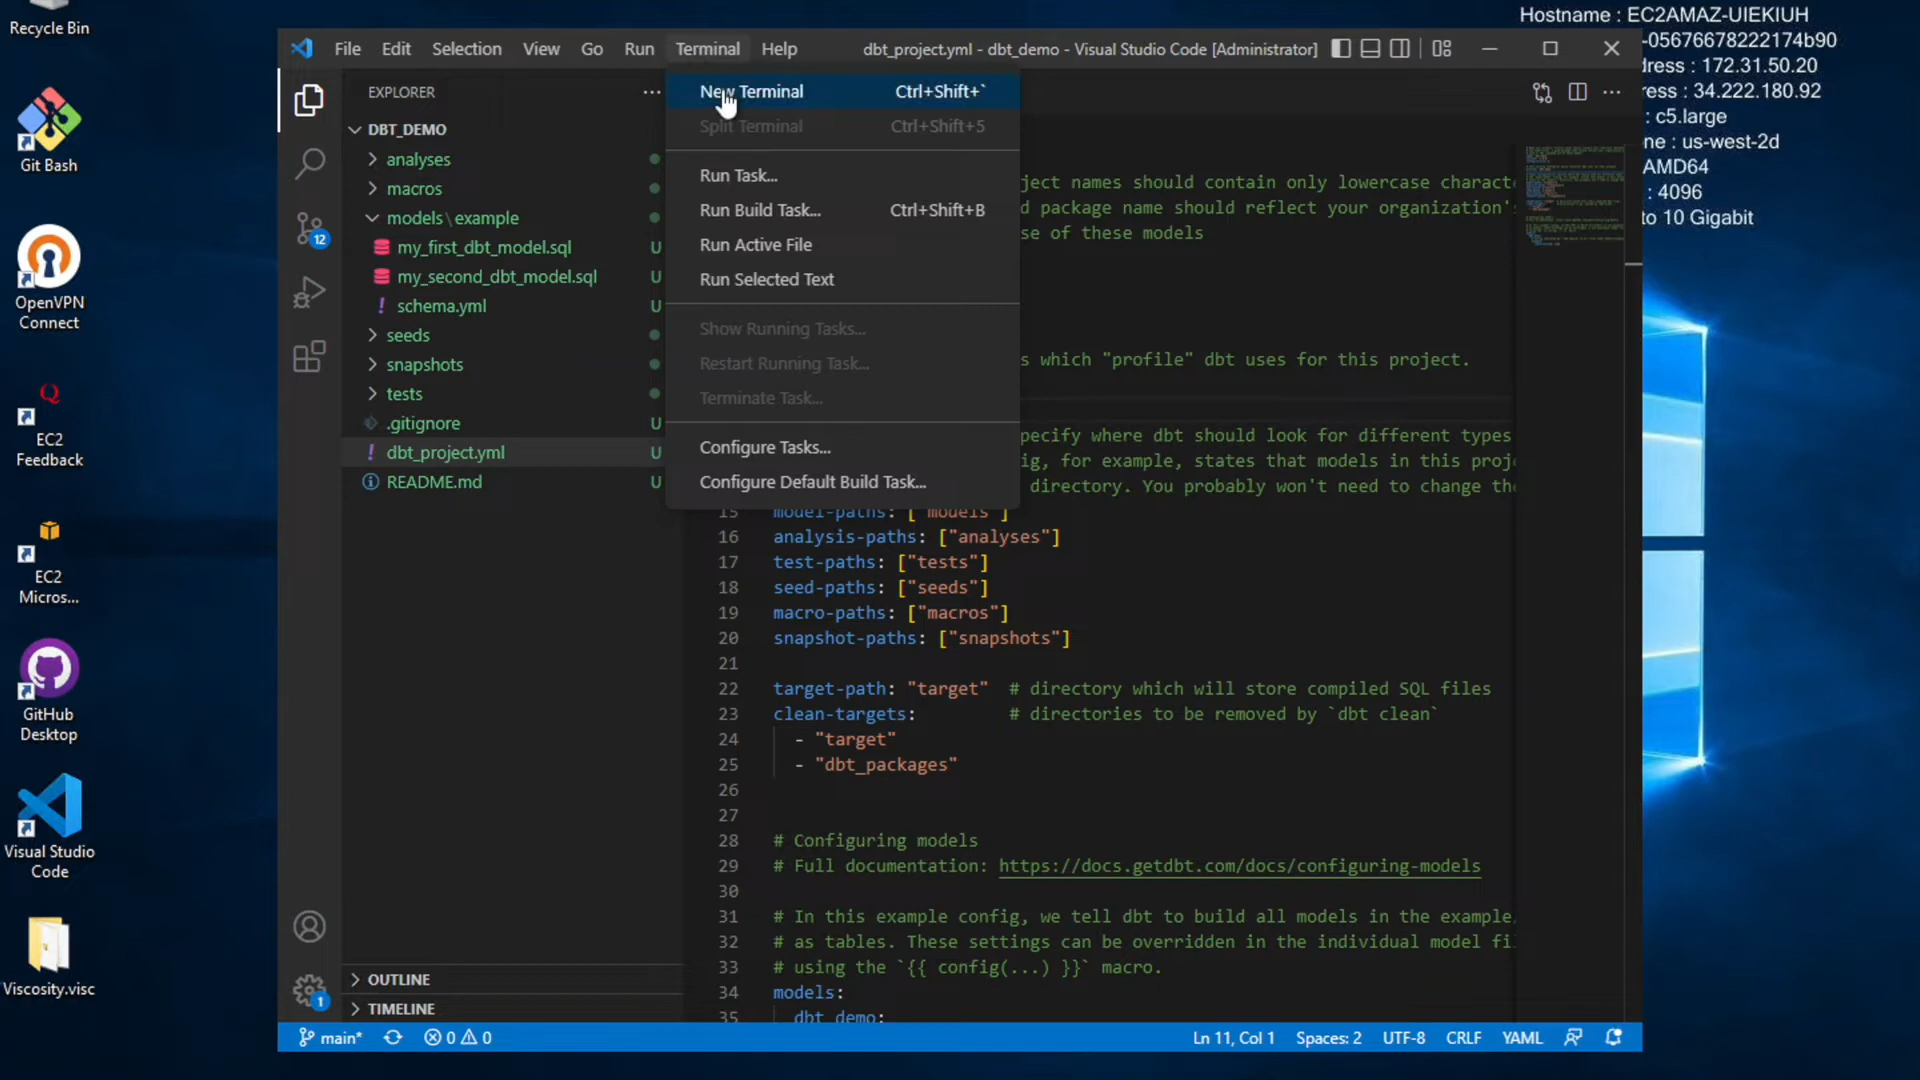 Recycle Bin
Git Bash
OpenVPN
Connect
EC2
Feedback
EC2
Micros...
GitHub
Desktop
Visual Studio
Code
Viscosity.visc
Hostname : EC2AMAZ-UIEKIUH
-05676678222174b90
dress : 172.31.50.20
ress : 34.222.180.92
: c5.large
ne : us-west-2d
AMD64
: 4096
to 10 Gigabit
File Edit Selection View Go Run Terminal Help
dbt_project.yml - dbt_demo - Visual Studio Code [Administrator]
EXPLORER
DBT_DEMO
analyses
macros
models\example
my_first_dbt_model.sql U
my_second_dbt_model.sql U
schema.yml U
seeds
snapshots
tests
.gitignore U
dbt_project.yml U
README.md U
OUTLINE
TIMELINE
12
1
New Terminal Ctrl+Shift+`
Split Terminal Ctrl+Shift+5
Run Task...
Run Build Task... Ctrl+Shift+B
Run Active File
Run Selected Text
Show Running Tasks...
Restart Running Task...
Terminate Task...
Configure Tasks...
Configure Default Build Task...
ject names should contain only lowercase characte
d package name should reflect your organization's
se of these models
s which "profile" dbt uses for this project.
pecify where dbt should look for different types
ig, for example, states that models in this proj
directory. You probably won't need to change the
15 model-paths: ["models"]
16 analysis-paths: ["analyses"]
17 test-paths: ["tests"]
18 seed-paths: ["seeds"]
19 macro-paths: ["macros"]
20 snapshot-paths: ["snapshots"]
21
22 target-path: "target" # directory which will store compiled SQL files
23 clean-targets: # directories to be removed by `dbt clean`
24 - "target"
25 - "dbt_packages"
26
27
28 # Configuring models
29 # Full documentation: https://docs.getdbt.com/docs/configuring-models
30
31 # In this example config, we tell dbt to build all models in the example/
32 # as tables. These settings can be overridden in the individual model fi
33 # using the `{{ config(...) }}` macro.
34 models:
35 dbt_demo:
main* 0 0 Ln 11, Col 1 Spaces: 2 UTF-8 CRLF YAML